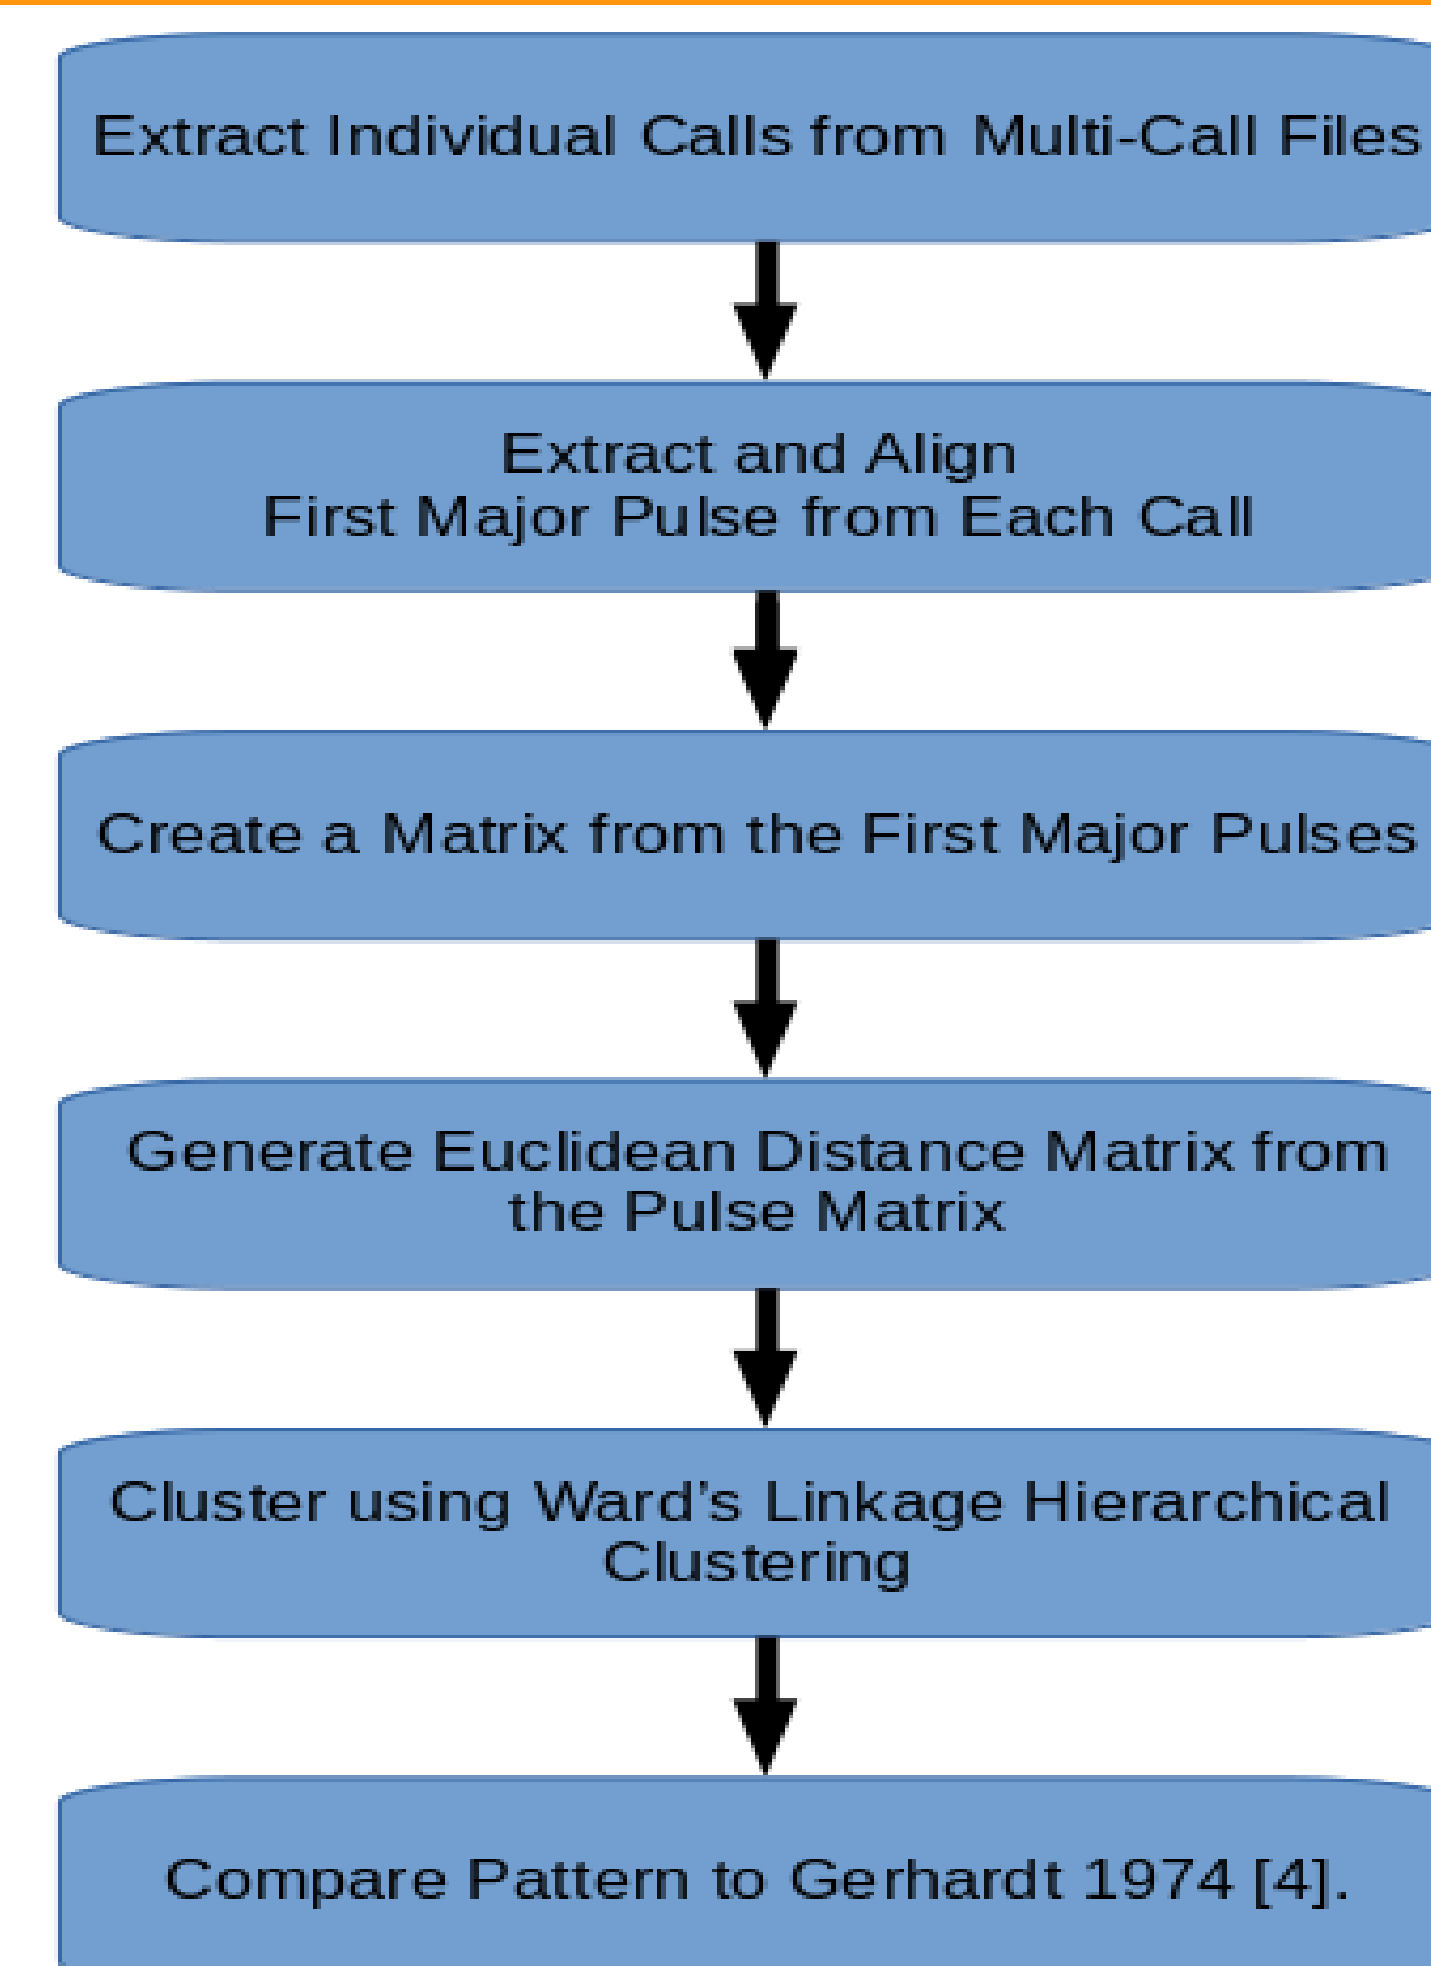 Extract Individual Calls from Multi-Call Files
Extract and Align
First Major Pulse from Each Call
Create a Matrix from the First Major Pulses
Generate Euclidean Distance Matrix from
the Pulse Matrix
Cluster using Ward's Linkage Hierarchical
Clustering
Compare Pattern to Gerhardt 1974 [4].